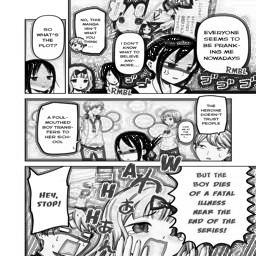 EVERYONE
SEEMS TO
BE PRANK-
ING ME
NOWADAYS
NO, THIS
MANGA
ISN'T
WHAT
YOU
THINK
I DON'T
KNOW
WHAT TO
BELIEVE
ANY-
MORE...
SO
WHAT'S
THE
PLOT?
RMBL
RMBL
THE
HEROINE
DOESN'T
TRUST
PEOPLE
A FOUL-
MOUTHED
BOY TRANS-
FERS TO
HER SCH-
OOL
BUT THE
BOY DIES
OF A FATAL
ILLNESS
NEAR THE
END OF THE
SERIES.
HEY,
STOP!